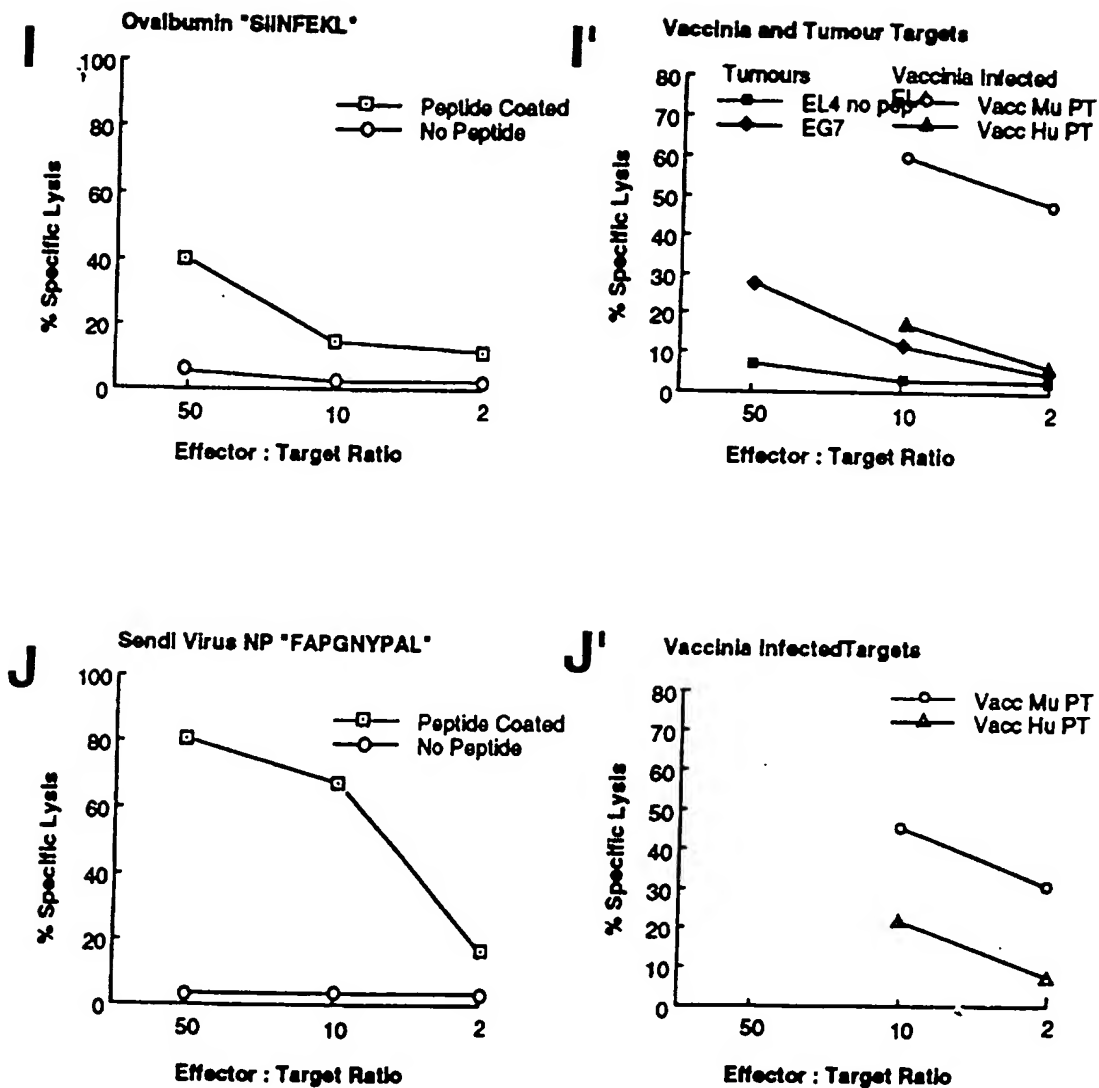 I
Ovalbumin "SIINFEKL"
100
80
60
40
20
0
% Specific Lysis
Peptide Coated
No Peptide
50 10 2
Effector : Target Ratio
I'
Vaccinia and Tumour Targets
80
70
60
50
40
30
20
10
0
% Specific Lysis
Tumours
EL4 no pep
EG7
Vaccinia Infected
EL
Vacc Mu PT
Vacc Hu PT
50 10 2
Effector : Target Ratio
J
Sendi Virus NP "FAPGNYPAL"
100
80
60
40
20
0
% Specific Lysis
Peptide Coated
No Peptide
50 10 2
Effector : Target Ratio
J'
Vaccinia InfectedTargets
80
70
60
50
40
30
20
10
0
% Specific Lysis
Vacc Mu PT
Vacc Hu PT
50 10 2
Effector : Target Ratio